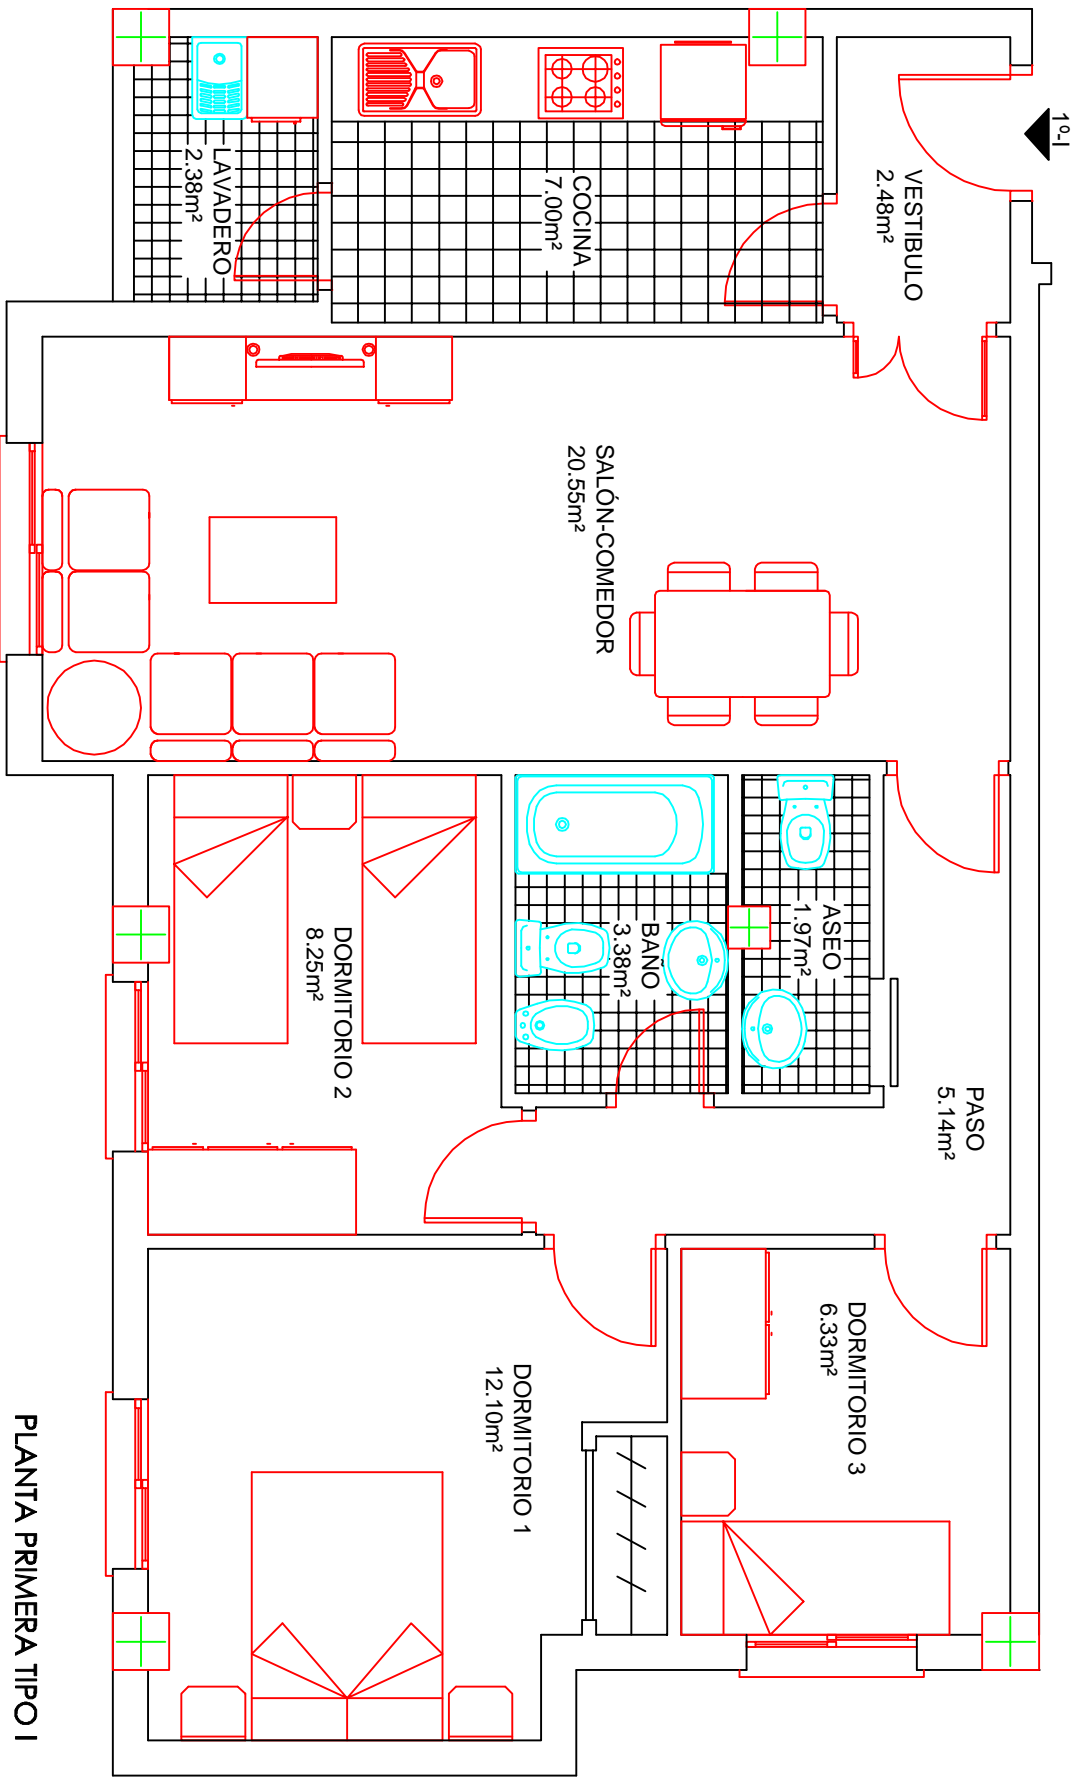 1º-I
VESTIBULO
2.48m²
COCINA
7.00m²
LAVADERO
2.38m²
SALÓN-COMEDOR
20.55m²
ASEO
1.97m²
BAÑO
3.38m²
DORMITORIO 2
8.25m²
PASO
5.14m²
DORMITORIO 3
6.33m²
DORMITORIO 1
12.10m²
PLANTA PRIMERA TIPO I